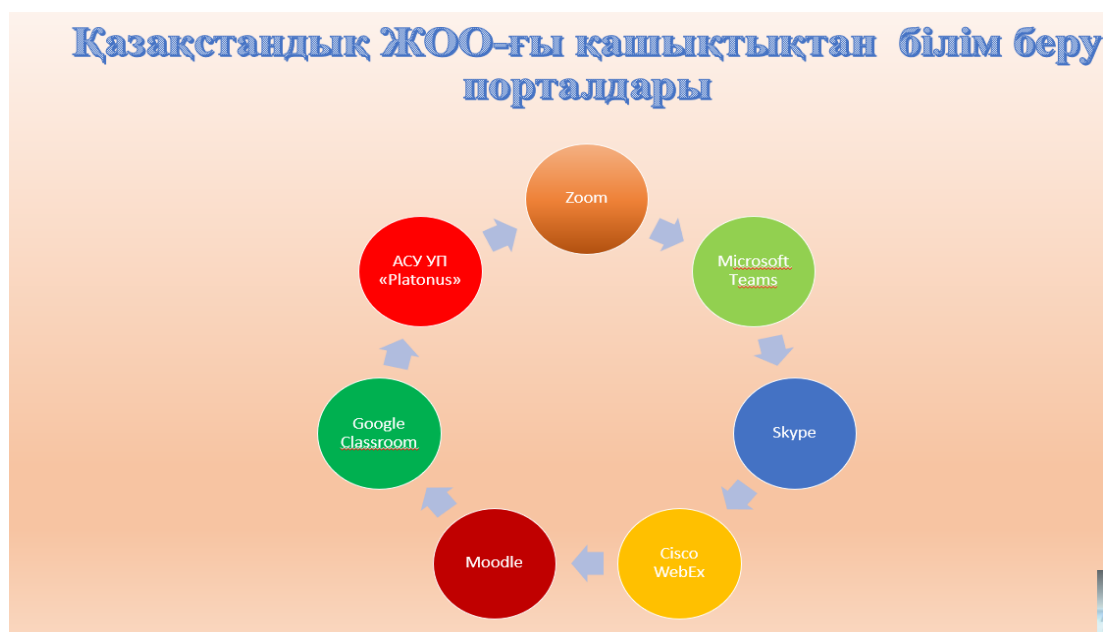 Қазақстандық ЖОО-ғы қашықтықтан білім беру
порталдары
Zoom
Microsoft
Teams
Skype
Cisco
WebEx
Moodle
Google
Classroom
АСУ УП
«Platonus»